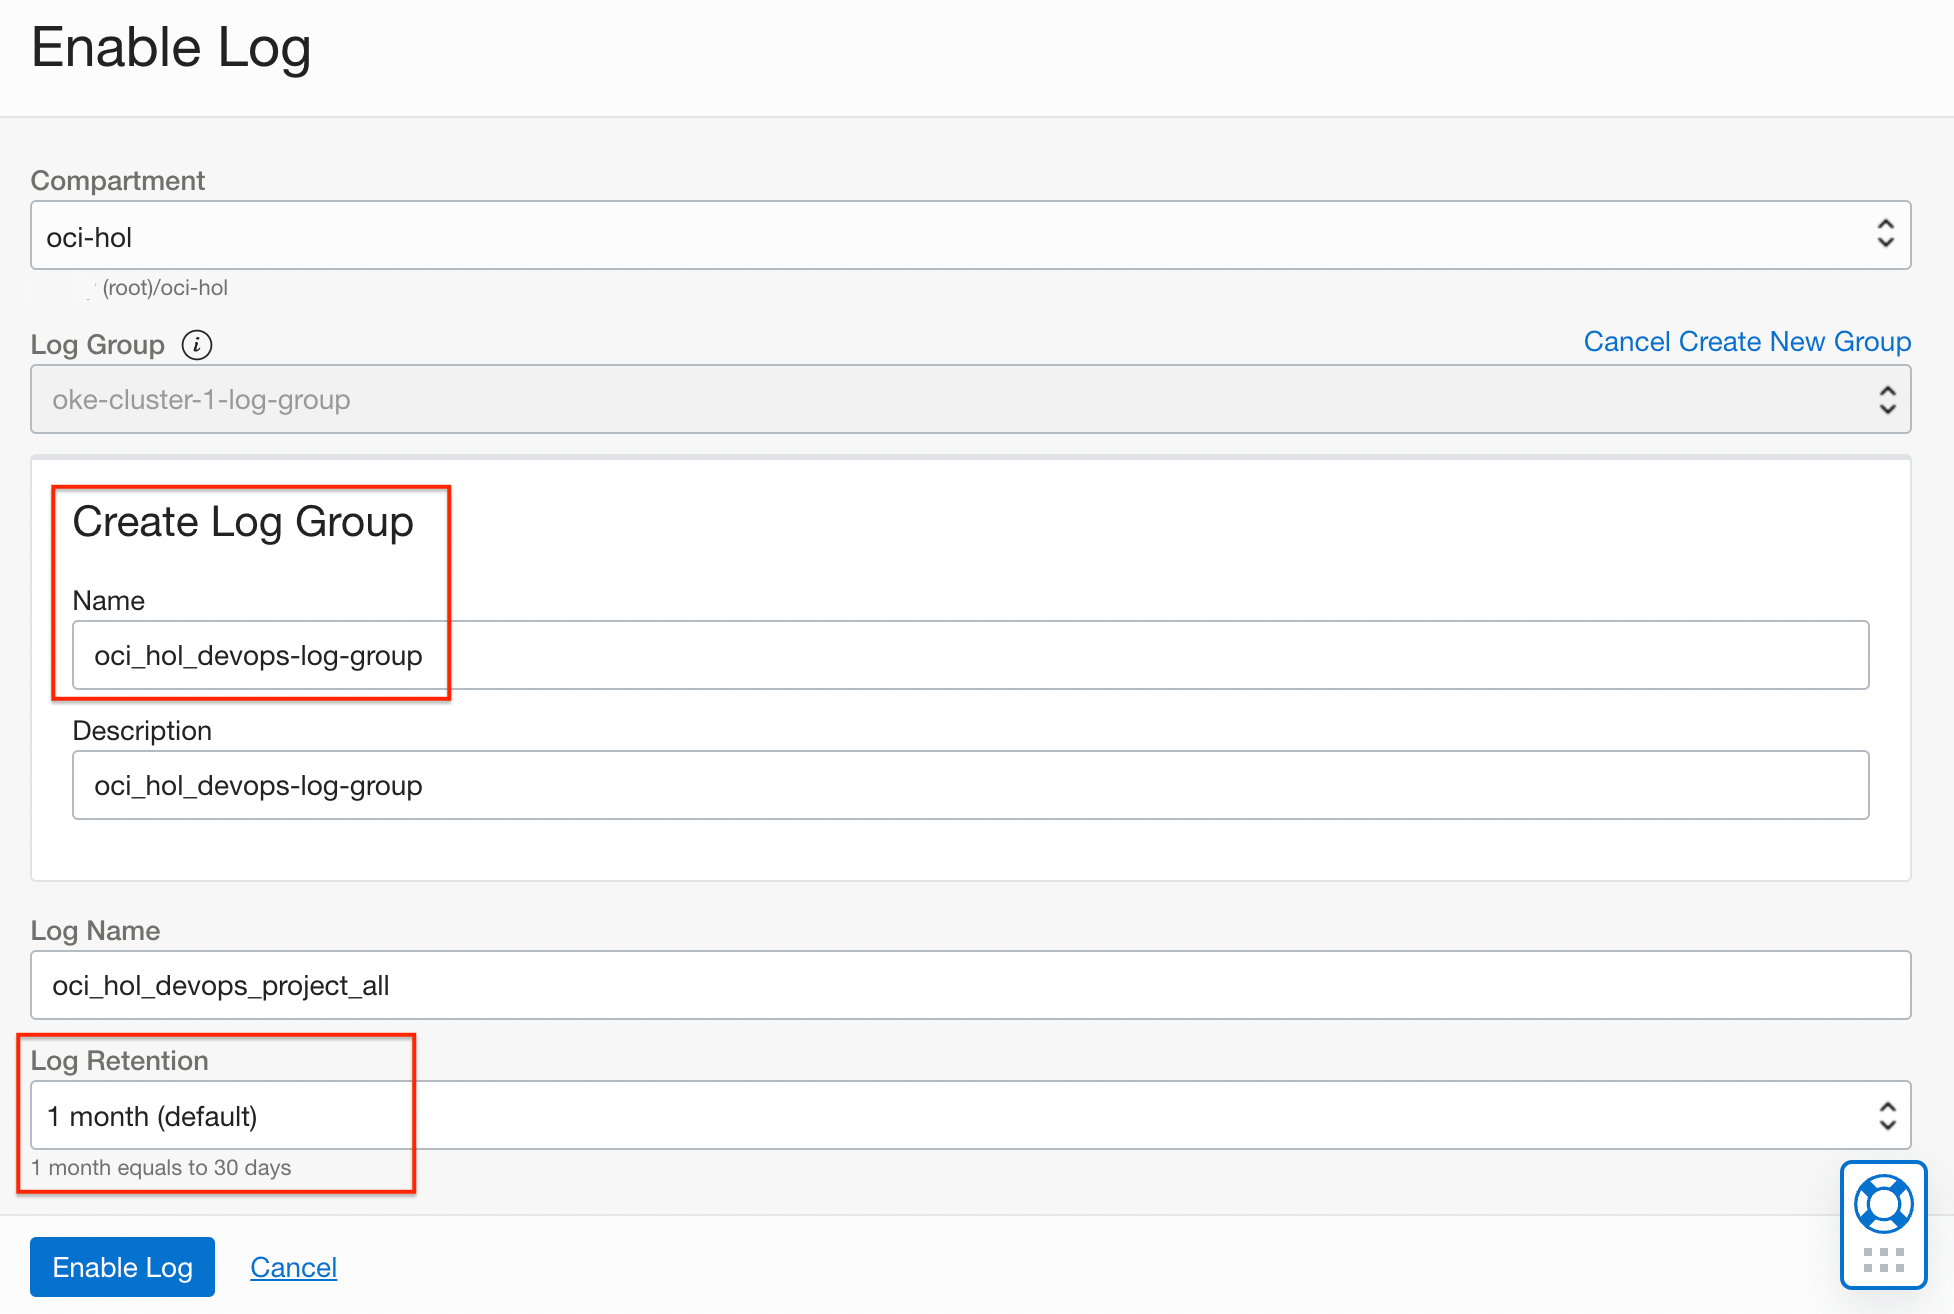 Enable Log
Compartment
oci-hol
(root)/oci-hol
Log Group i
Cancel Create New Group
oke-cluster-1-log-group
Create Log Group
Name
oci_hol_devops-log-group
Description
oci_hol_devops-log-group
Log Name
oci_hol_devops_project_all
Log Retention
1 month (default)
1 month equals to 30 days
Enable Log
Cancel